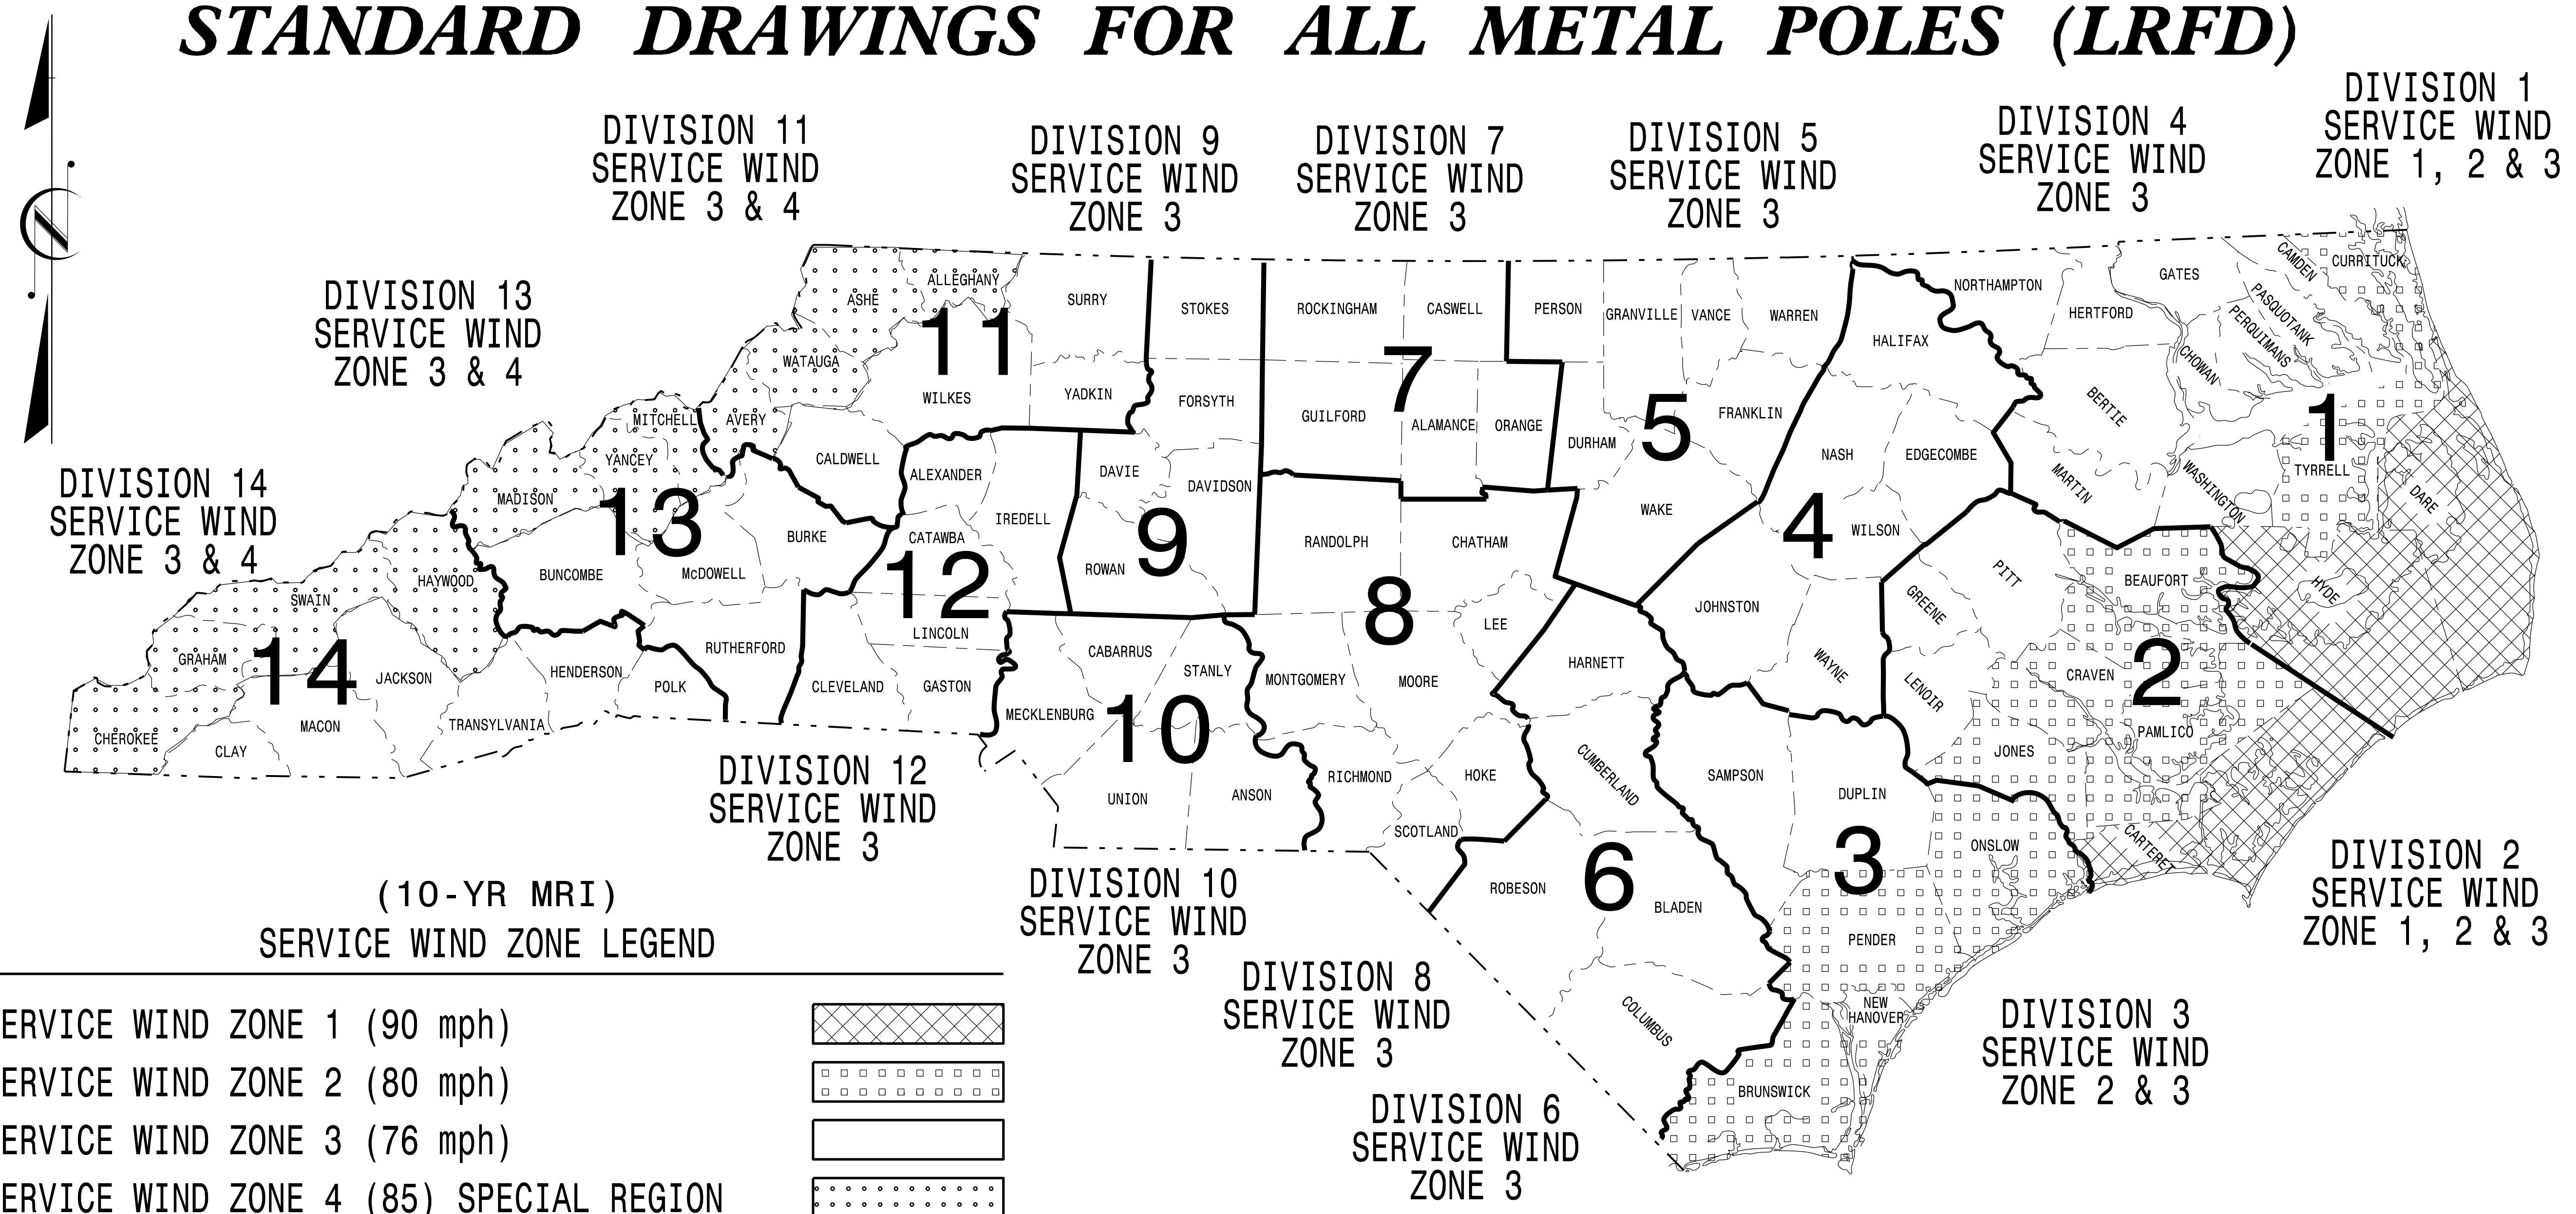 STANDARD DRAWINGS FOR ALL METAL POLES (LRFD)
DIVISION 1
SERVICE WIND
ZONE 1, 2 & 3
DIVISION 4
SERVICE WIND
ZONE 3
DIVISION 5
SERVICE WIND
ZONE 3
DIVISION 7
SERVICE WIND
ZONE 3
DIVISION 9
SERVICE WIND
ZONE 3
DIVISION 11
SERVICE WIND
ZONE 3 & 4
DIVISION 13
SERVICE WIND
ZONE 3 & 4
DIVISION 14
SERVICE WIND
ZONE 3 & 4
N
ALLEGHANY
ASHE
SURRY
STOKES
ROCKINGHAM
CASWELL
PERSON
GRANVILLE
VANCE
WARREN
NORTHAMPTON
HALIFAX
HERTFORD
GATES
CAMDEN
CURRITUCK
PASQUOTANK
PERQUIMANS
CHOWAN
11
WATAUGA
WILKES
YADKIN
FORSYTH
7
GUILFORD
ALAMANCE
ORANGE
DURHAM
5
FRANKLIN
NASH
EDGECOMBE
BERTIE
MARTIN
WASHINGTON
1
TYRRELL
DARE
MITCHELL
AVERY
YANCEY
CALDWELL
ALEXANDER
DAVIE
DAVIDSON
MADISON
13
IREDELL
BURKE
CATAWBA
9
ROWAN
RANDOLPH
CHATHAM
WAKE
4
WILSON
HAYWOOD
BUNCOMBE
McDOWELL
12
LINCOLN
8
LEE
JOHNSTON
GREENE
PITT
BEAUFORT
HYDE
SWAIN
GRAHAM
14
JACKSON
HENDERSON
POLK
RUTHERFORD
CLEVELAND
GASTON
CABARRUS
STANLY
MONTGOMERY
MOORE
HARNETT
WAYNE
LENOIR
CRAVEN
2
PAMLICO
CHEROKEE
CLAY
MACON
TRANSYLVANIA
MECKLENBURG
10
UNION
ANSON
RICHMOND
HOKE
SCOTLAND
CUMBERLAND
SAMPSON
DUPLIN
JONES
ONSLOW
CARTERET
3
ROBESON
6
BLADEN
PENDER
NEW
HANOVER
COLUMBUS
BRUNSWICK
DIVISION 12
SERVICE WIND
ZONE 3
DIVISION 10
SERVICE WIND
ZONE 3
DIVISION 8
SERVICE WIND
ZONE 3
DIVISION 6
SERVICE WIND
ZONE 3
DIVISION 3
SERVICE WIND
ZONE 2 & 3
DIVISION 2
SERVICE WIND
ZONE 1, 2 & 3
(10-YR MRI)
SERVICE WIND ZONE LEGEND
ERVICE WIND ZONE 1 (90 mph)
ERVICE WIND ZONE 2 (80 mph)
ERVICE WIND ZONE 3 (76 mph)
ERVICE WIND ZONE 4 (85) SPECIAL REGION